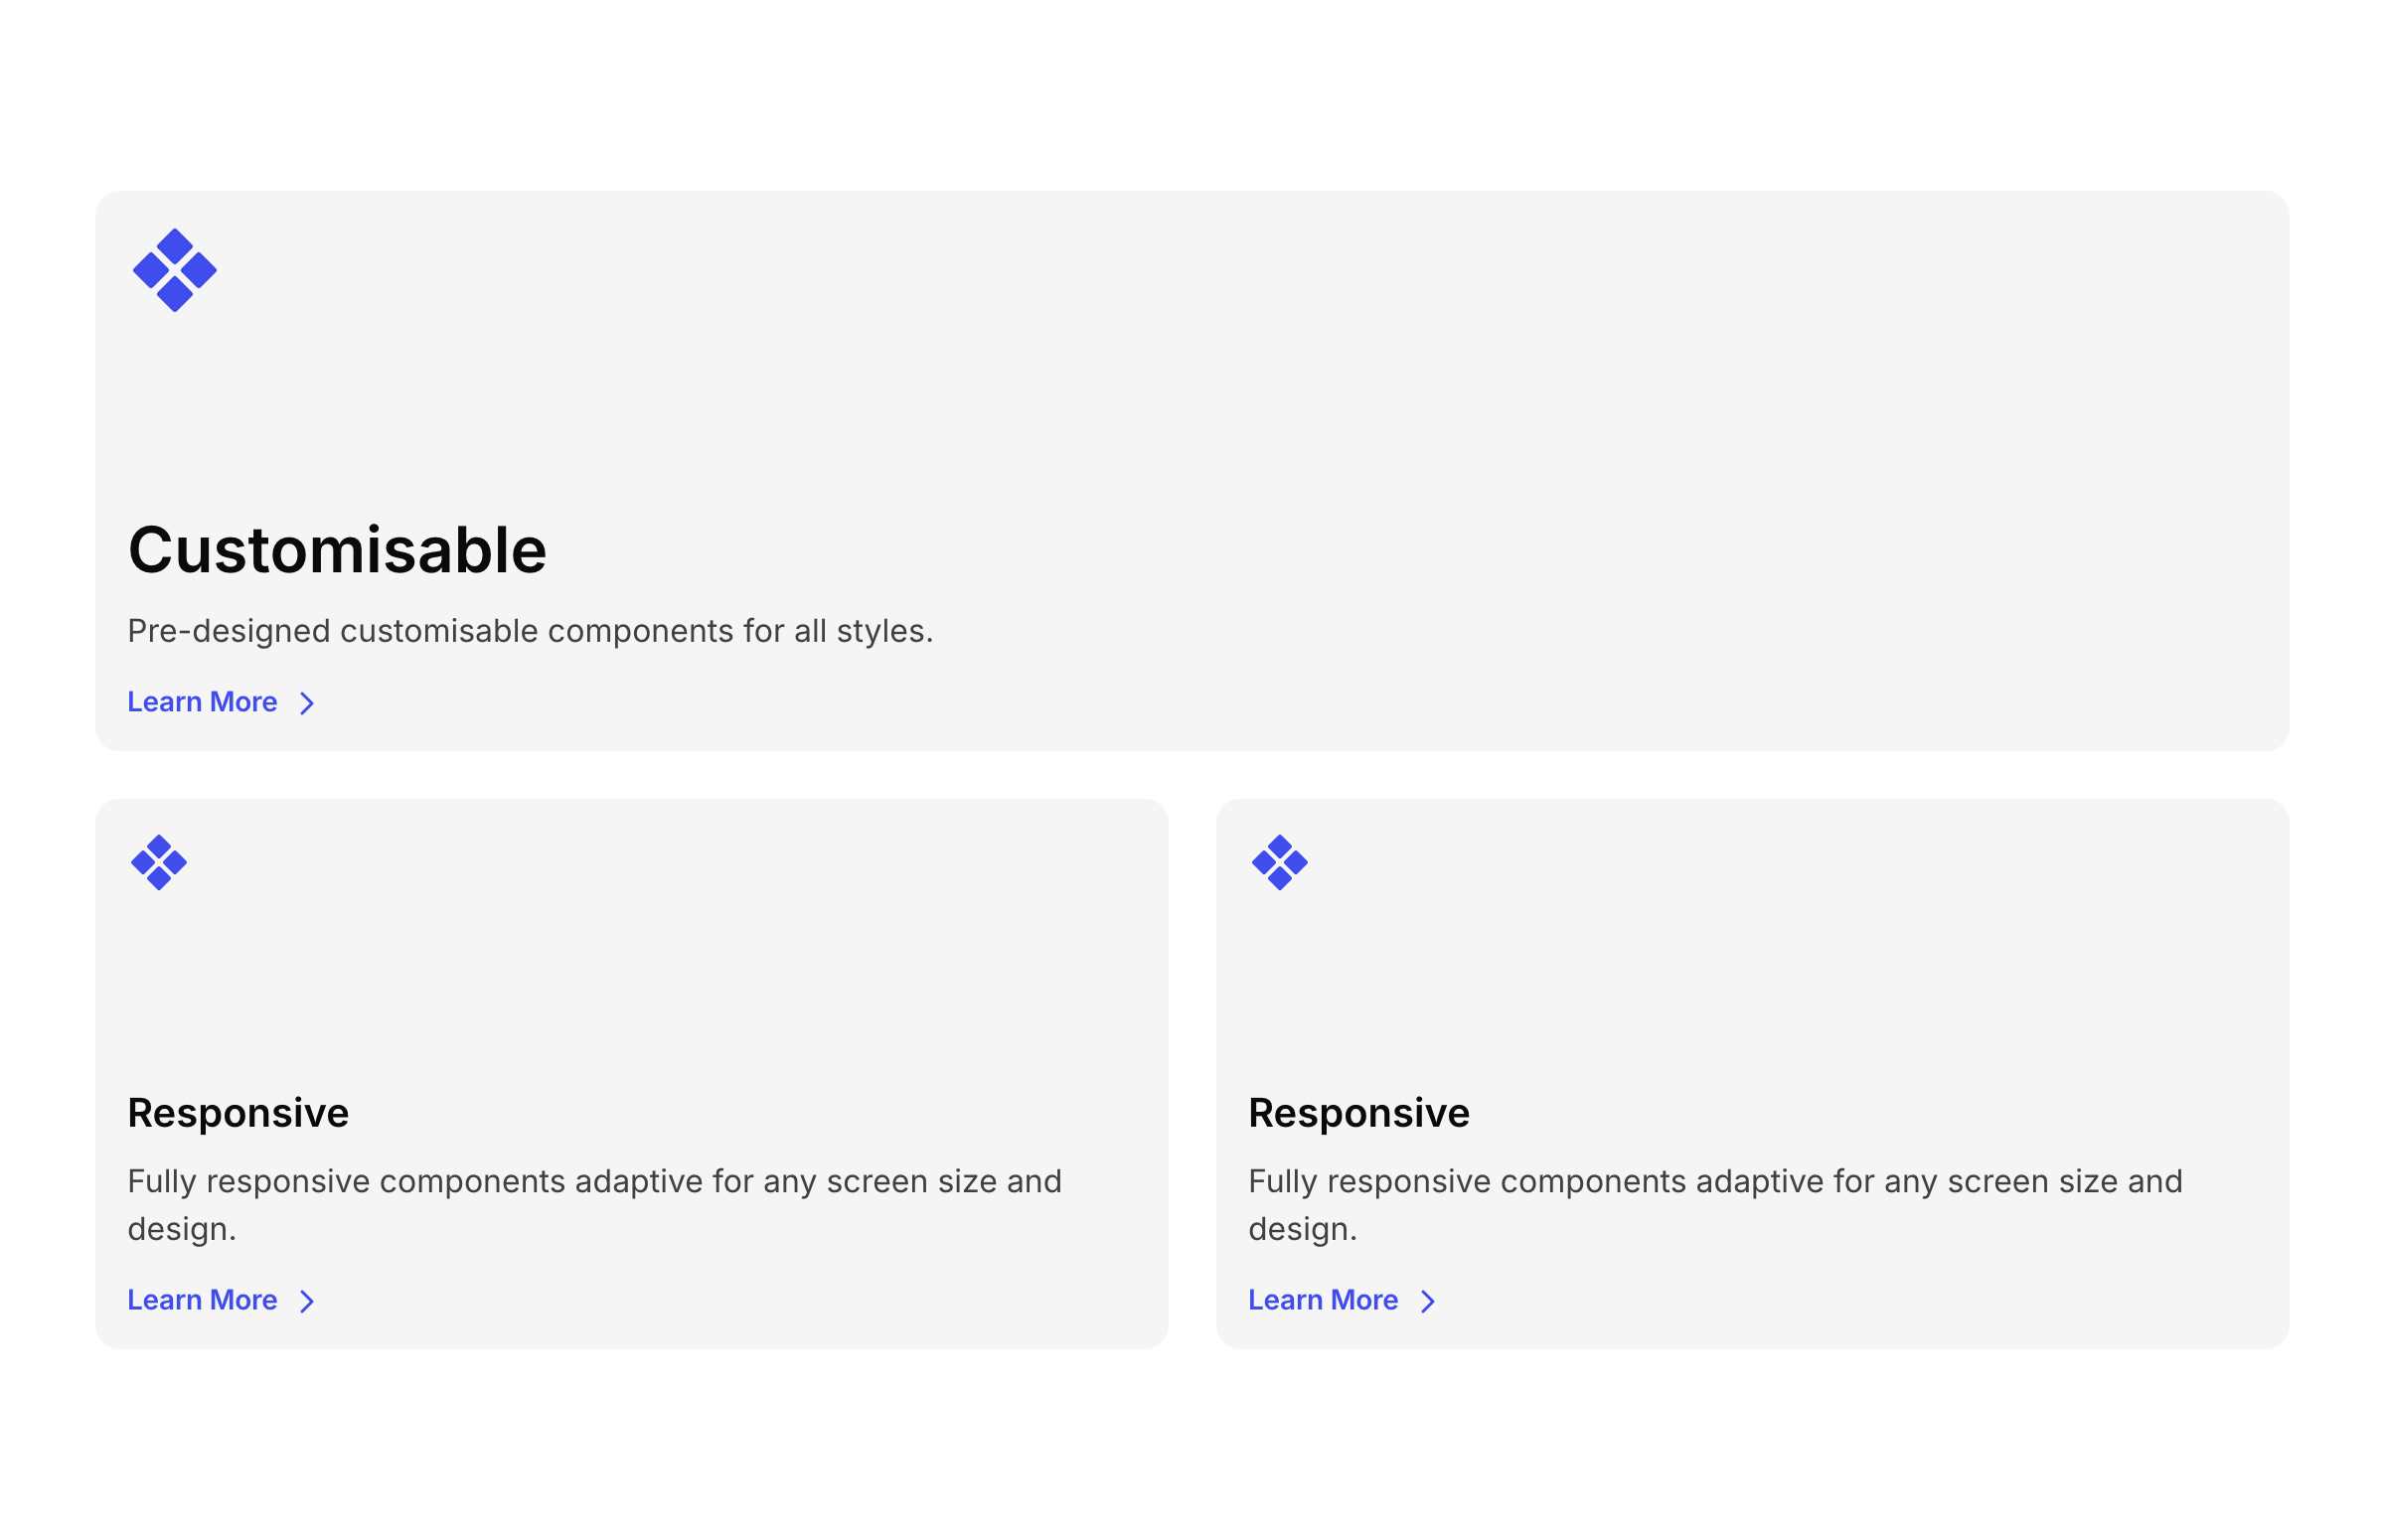 Customisable
Pre-designed customisable components for all styles.
Learn More
Responsive
Fully responsive components adaptive for any screen size and
design.
Learn More
Responsive
Fully responsive components adaptive for any screen size and
design.
Learn More